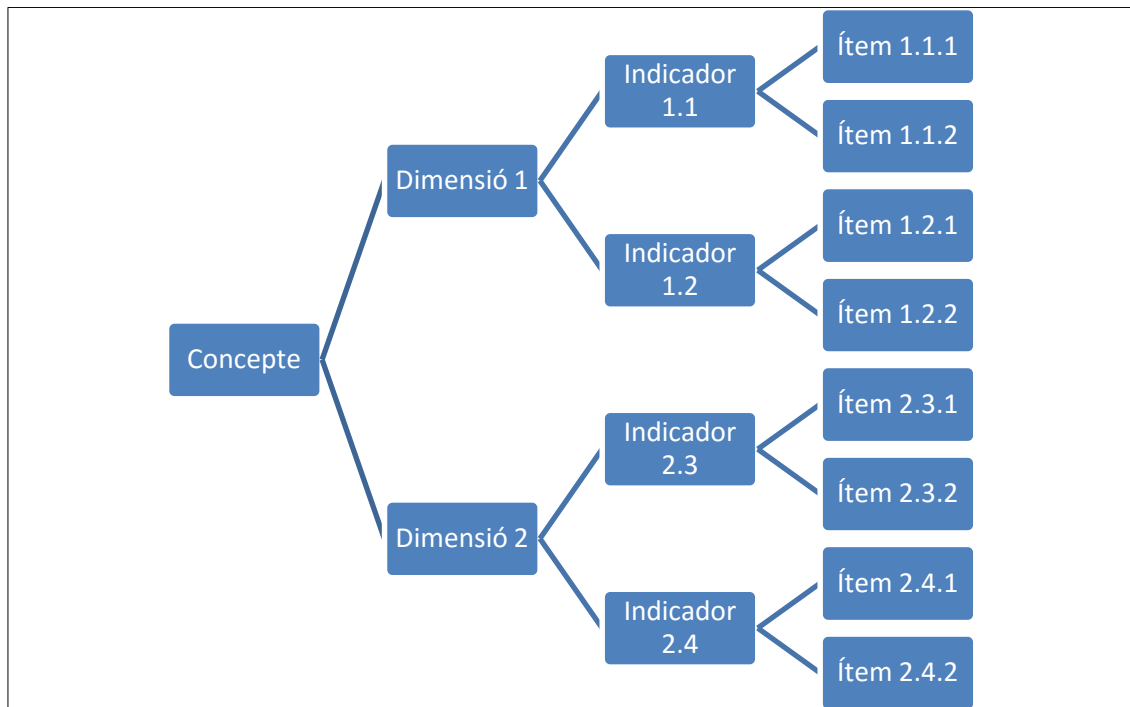 Concepte
Dimensió 1
Indicador
1.1
Ítem 1.1.1
Ítem 1.1.2
Indicador
1.2
Ítem 1.2.1
Ítem 1.2.2
Dimensió 2
Indicador
2.3
Ítem 2.3.1
Ítem 2.3.2
Indicador
2.4
Ítem 2.4.1
Ítem 2.4.2